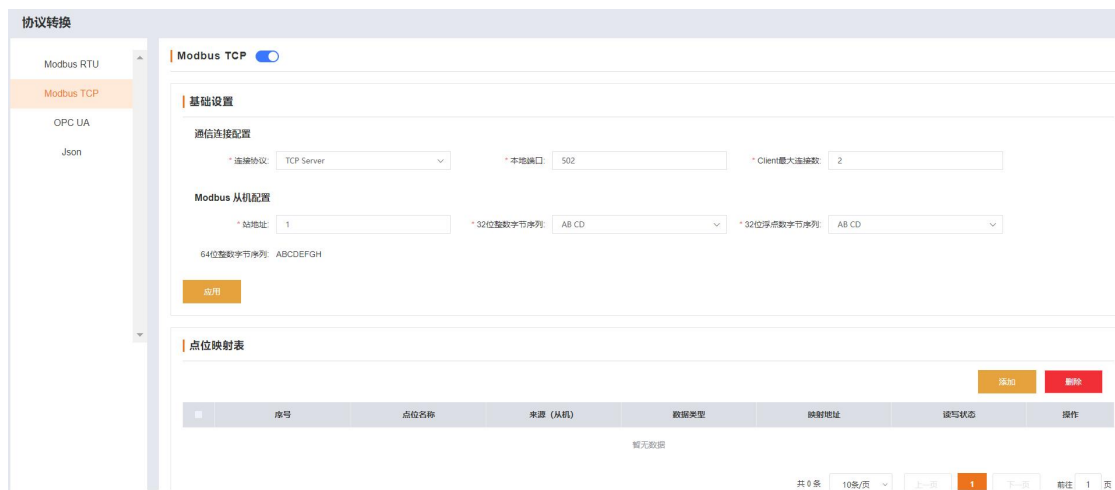 协议转换
Modbus RTU
Modbus TCP
OPC UA
Json
Modbus TCP
基础设置
通信连接配置
* 连接协议: TCP Server * 本地端口: 502 * Client最大连接数: 2
Modbus 从机配置
* 站地址: 1 * 32位整数字节序列: AB CD * 32位浮点数字节序列: AB CD
64位整数字节序列: ABCDEFGH
应用
点位映射表
添加 删除
序号 点位名称 来源 (从机) 数据类型 映射地址 读写状态 操作
暂无数据
共 0 条 10条/页 上一页 1 下一页 前往 1 页